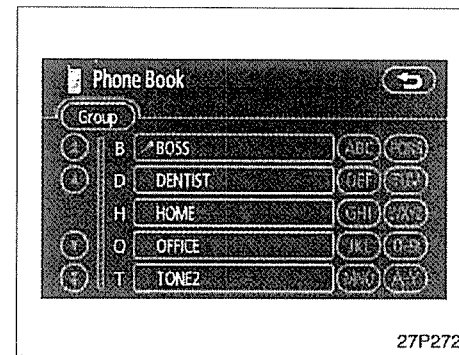 Phone Book
Group
B BOSS ABC
D DENTIST DEF
H HOME GHI
O OFFICE JKL
T TONE2
27P272